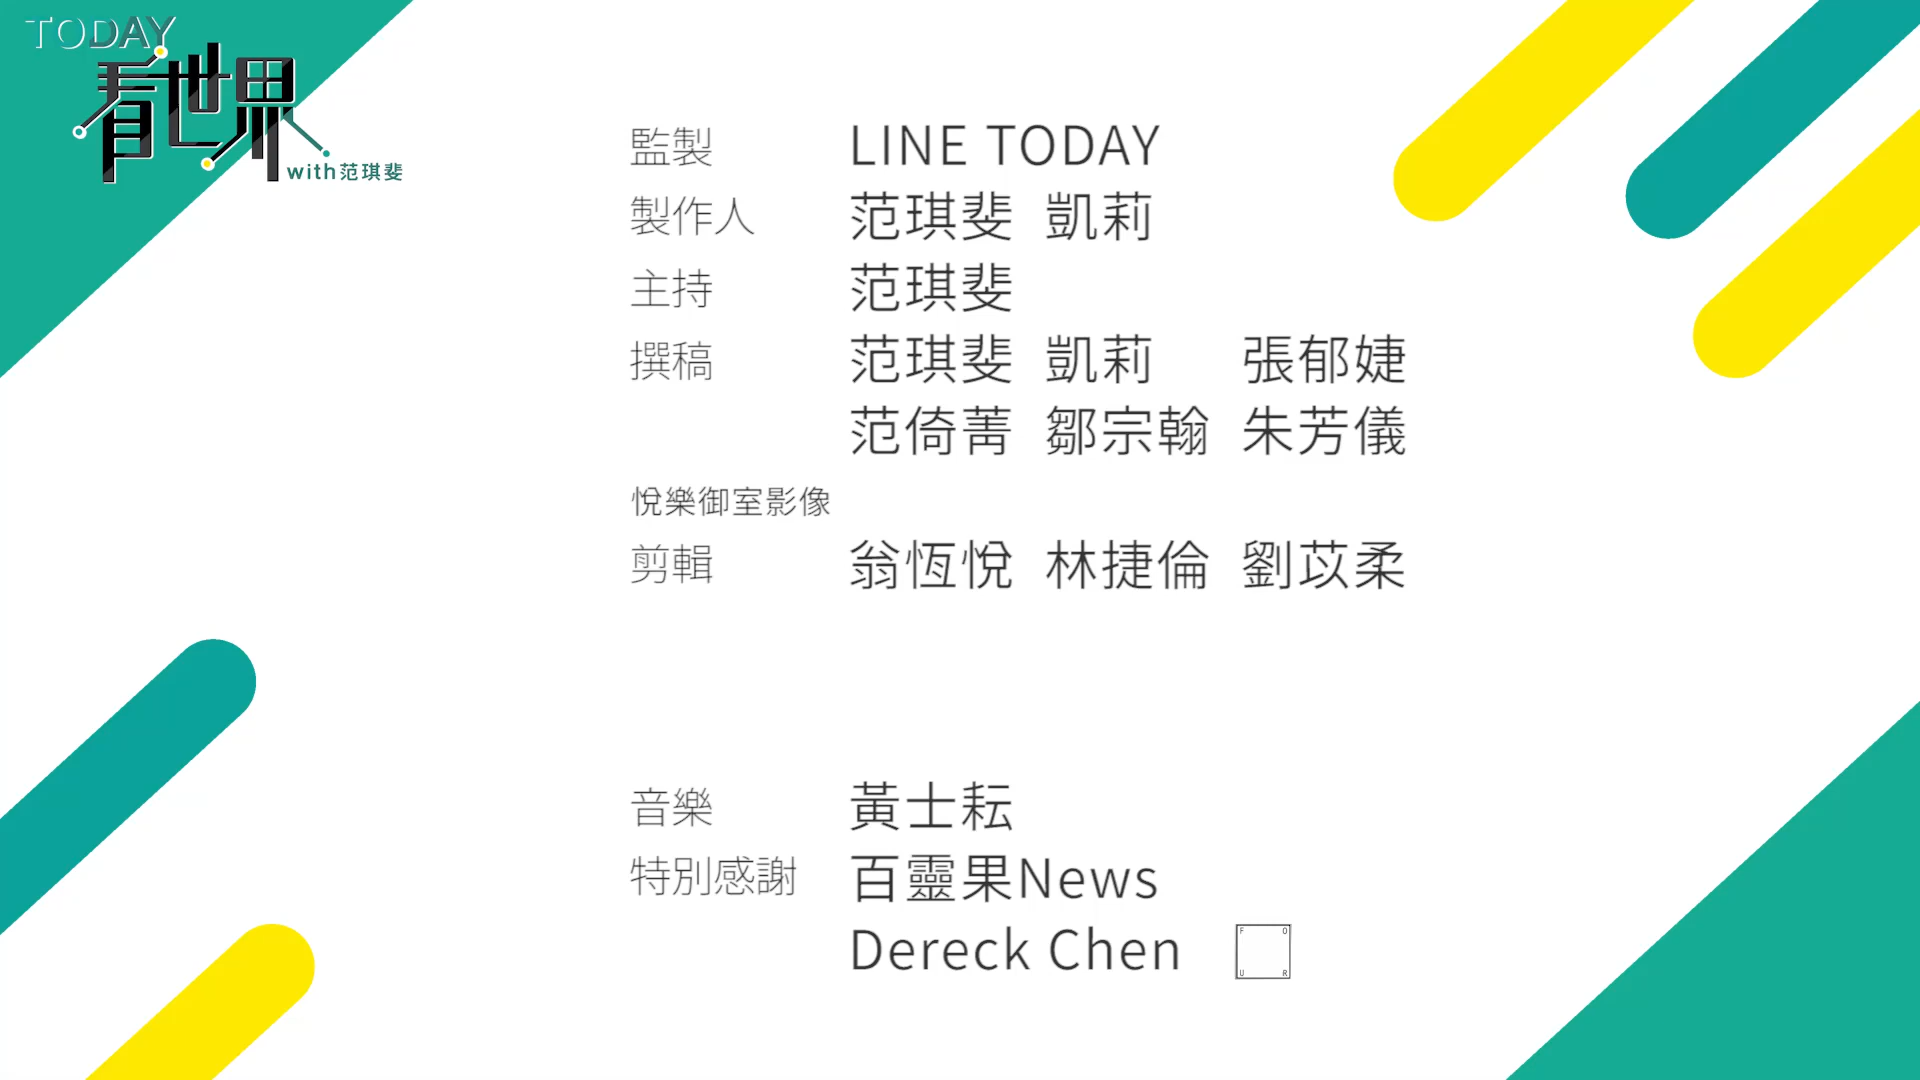 TODAY
看世界
with范琪斐
監製 LINE TODAY
製作人 范琪斐 凱莉
主持 范琪斐
撰稿 范琪斐 凱莉 張郁婕
范倚菁 鄒宗翰 朱芳儀
悅樂御室影像
剪輯 翁恆悅 林捷倫 劉苡柔
音樂 黃士耘
特別感謝 百靈果News
Dereck Chen
F O
U R